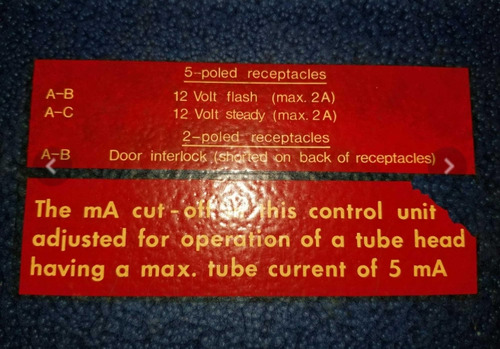 5-poled receptacles
A-B 12 Volt flash (max. 2A)
A-C 12 Volt steady (max. 2A)
2-poled receptacles
A-B Door interlock (shorted on back of receptacles)
The mA cut-off this control unit
adjusted for operation of a tube head
having a max. tube current of 5 mA